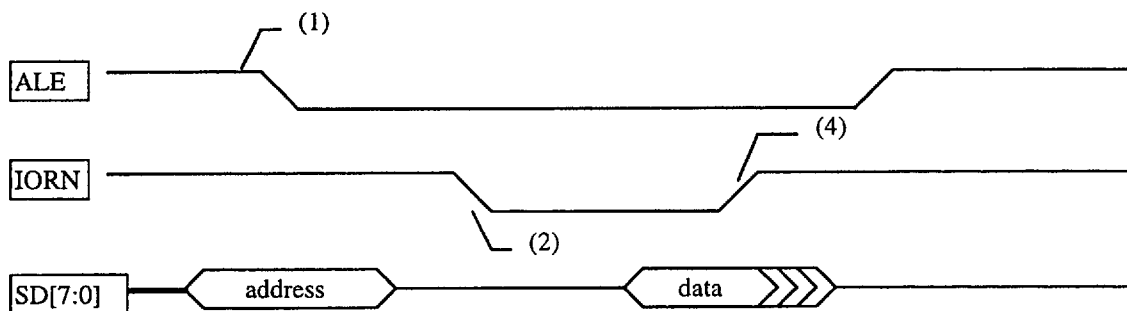 (1)
ALE
(4)
IORN
(2)
SD[7:0]
address
data